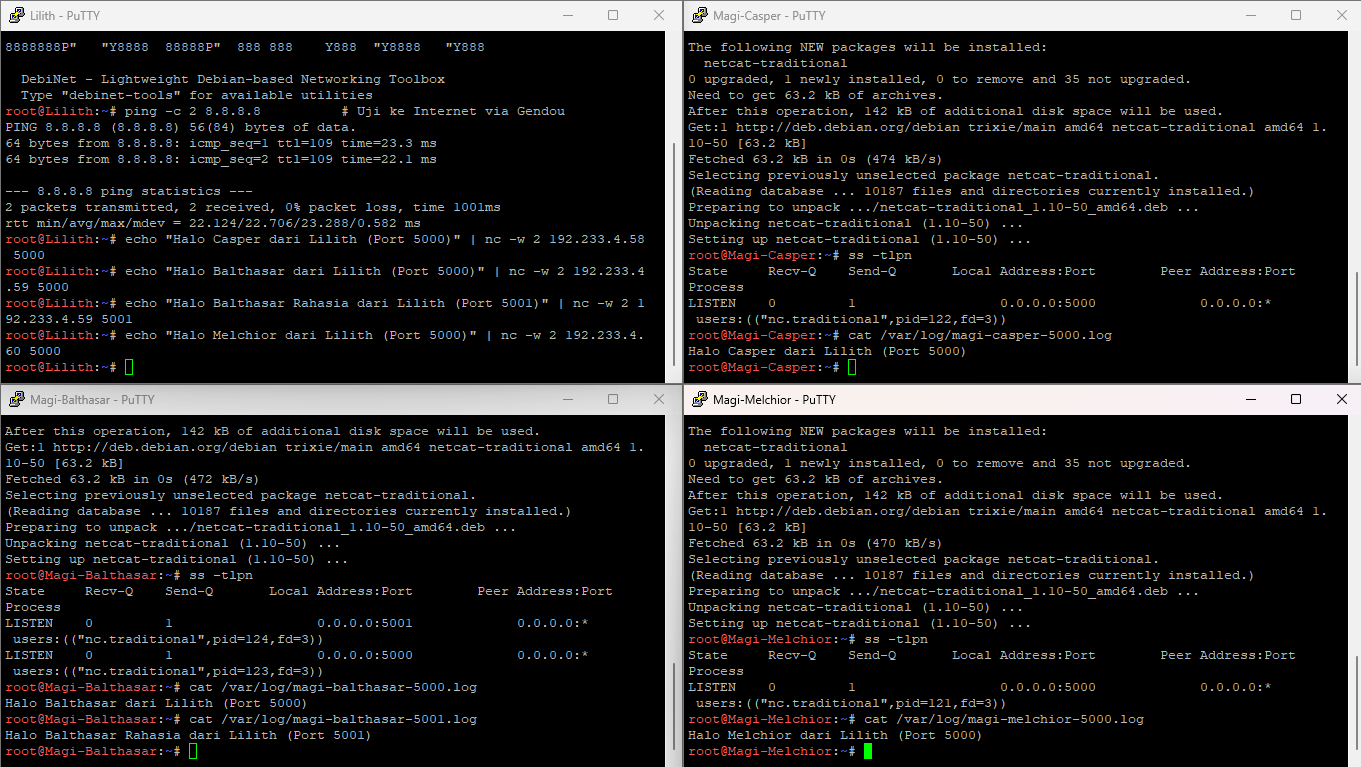 Lilith - PuTTY
8888888P"   "Y8888  88888P"  888 888    Y888  "Y8888   "Y888
DebiNet - Lightweight Debian-based Networking Toolbox
Type "debinet-tools" for available utilities
root@Lilith:~# ping -c 2 8.8.8.8          # Uji ke Internet via Gendou
PING 8.8.8.8 (8.8.8.8) 56(84) bytes of data.
64 bytes from 8.8.8.8: icmp_seq=1 ttl=109 time=23.3 ms
64 bytes from 8.8.8.8: icmp_seq=2 ttl=109 time=22.1 ms
--- 8.8.8.8 ping statistics ---
2 packets transmitted, 2 received, 0% packet loss, time 1001ms
rtt min/avg/max/mdev = 22.124/22.706/23.288/0.582 ms
root@Lilith:~# echo "Halo Casper dari Lilith (Port 5000)" | nc -w 2 192.233.4.58
5000
root@Lilith:~# echo "Halo Balthasar dari Lilith (Port 5000)" | nc -w 2 192.233.4
.59 5000
root@Lilith:~# echo "Halo Balthasar Rahasia dari Lilith (Port 5001)" | nc -w 2 1
92.233.4.59 5001
root@Lilith:~# echo "Halo Melchior dari Lilith (Port 5000)" | nc -w 2 192.233.4.
60 5000
root@Lilith:~#
Magi-Casper - PuTTY
The following NEW packages will be installed:
netcat-traditional
0 upgraded, 1 newly installed, 0 to remove and 35 not upgraded.
Need to get 63.2 kB of archives.
After this operation, 142 kB of additional disk space will be used.
Get:1 http://deb.debian.org/debian trixie/main amd64 netcat-traditional amd64 1.
10-50 [63.2 kB]
Fetched 63.2 kB in 0s (474 kB/s)
Selecting previously unselected package netcat-traditional.
(Reading database ... 10187 files and directories currently installed.)
Preparing to unpack .../netcat-traditional_1.10-50_amd64.deb ...
Unpacking netcat-traditional (1.10-50) ...
Setting up netcat-traditional (1.10-50) ...
root@Magi-Casper:~# ss -tlpn
State     Recv-Q    Send-Q       Local Address:Port        Peer Address:Port
Process
LISTEN    0         1                  0.0.0.0:5000             0.0.0.0:*
users:(("nc.traditional",pid=122,fd=3))
root@Magi-Casper:~# cat /var/log/magi-casper-5000.log
Halo Casper dari Lilith (Port 5000)
root@Magi-Casper:~#
Magi-Balthasar - PuTTY
After this operation, 142 kB of additional disk space will be used.
Get:1 http://deb.debian.org/debian trixie/main amd64 netcat-traditional amd64 1.
10-50 [63.2 kB]
Fetched 63.2 kB in 0s (472 kB/s)
Selecting previously unselected package netcat-traditional.
(Reading database ... 10187 files and directories currently installed.)
Preparing to unpack .../netcat-traditional_1.10-50_amd64.deb ...
Unpacking netcat-traditional (1.10-50) ...
Setting up netcat-traditional (1.10-50) ...
root@Magi-Balthasar:~# ss -tlpn
State     Recv-Q    Send-Q       Local Address:Port        Peer Address:Port
Process
LISTEN    0         1                  0.0.0.0:5001             0.0.0.0:*
users:(("nc.traditional",pid=124,fd=3))
LISTEN    0         1                  0.0.0.0:5000             0.0.0.0:*
users:(("nc.traditional",pid=123,fd=3))
root@Magi-Balthasar:~# cat /var/log/magi-balthasar-5000.log
Halo Balthasar dari Lilith (Port 5000)
root@Magi-Balthasar:~# cat /var/log/magi-balthasar-5001.log
Halo Balthasar Rahasia dari Lilith (Port 5001)
root@Magi-Balthasar:~#
Magi-Melchior - PuTTY
The following NEW packages will be installed:
netcat-traditional
0 upgraded, 1 newly installed, 0 to remove and 35 not upgraded.
Need to get 63.2 kB of archives.
After this operation, 142 kB of additional disk space will be used.
Get:1 http://deb.debian.org/debian trixie/main amd64 netcat-traditional amd64 1.
10-50 [63.2 kB]
Fetched 63.2 kB in 0s (470 kB/s)
Selecting previously unselected package netcat-traditional.
(Reading database ... 10187 files and directories currently installed.)
Preparing to unpack .../netcat-traditional_1.10-50_amd64.deb ...
Unpacking netcat-traditional (1.10-50) ...
Setting up netcat-traditional (1.10-50) ...
root@Magi-Melchior:~# ss -tlpn
State     Recv-Q    Send-Q       Local Address:Port        Peer Address:Port
Process
LISTEN    0         1                  0.0.0.0:5000             0.0.0.0:*
users:(("nc.traditional",pid=121,fd=3))
root@Magi-Melchior:~# cat /var/log/magi-melchior-5000.log
Halo Melchior dari Lilith (Port 5000)
root@Magi-Melchior:~#